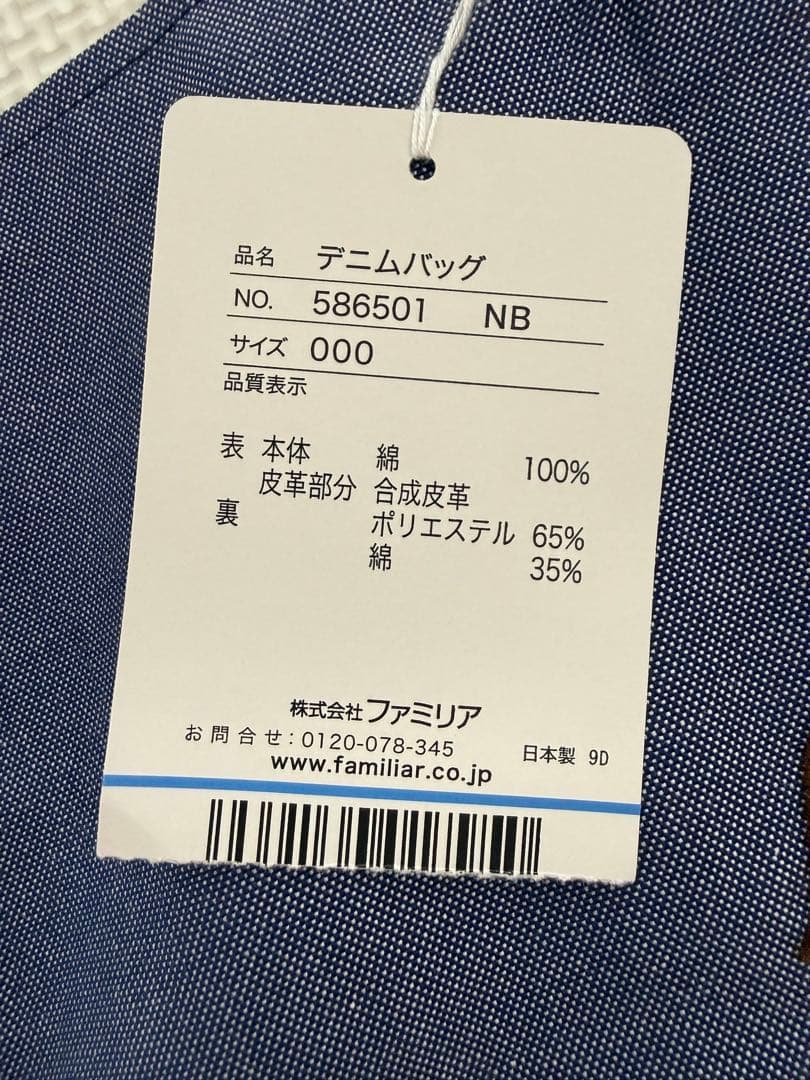 品名 デニムバッグ
NO. 586501 NB
サイズ 000
品質表示
表 本体 綿 100%
皮革部分 合成皮革
裏 ポリエステル 65%
綿 35%
株式会社ファミリア
お問合せ:0120-078-345 日本製 9D
www.familiar.co.jp